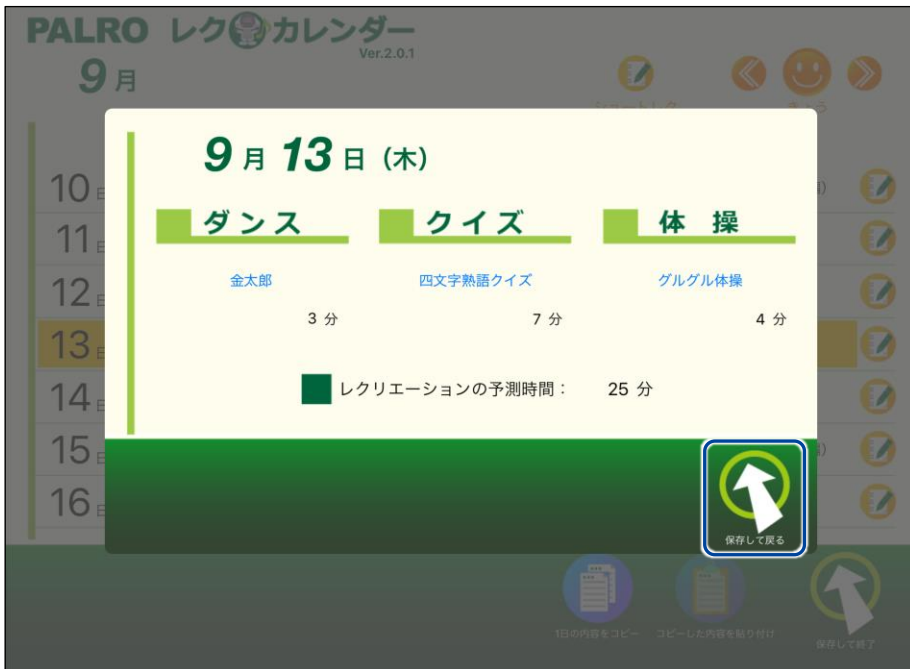 PALRO レク カレンダー
Ver.2.0.1
9月
9月13日（木）
ダンス クイズ 体操
金太郎 四文字熟語クイズ グルグル体操
3分 7分 4分
レクリエーションの予測時間： 25分
保存して戻る
10日
11日
12日
13日
14日
15日
16日
1日の内容をコピー コピーした内容を貼り付け 保存して終了